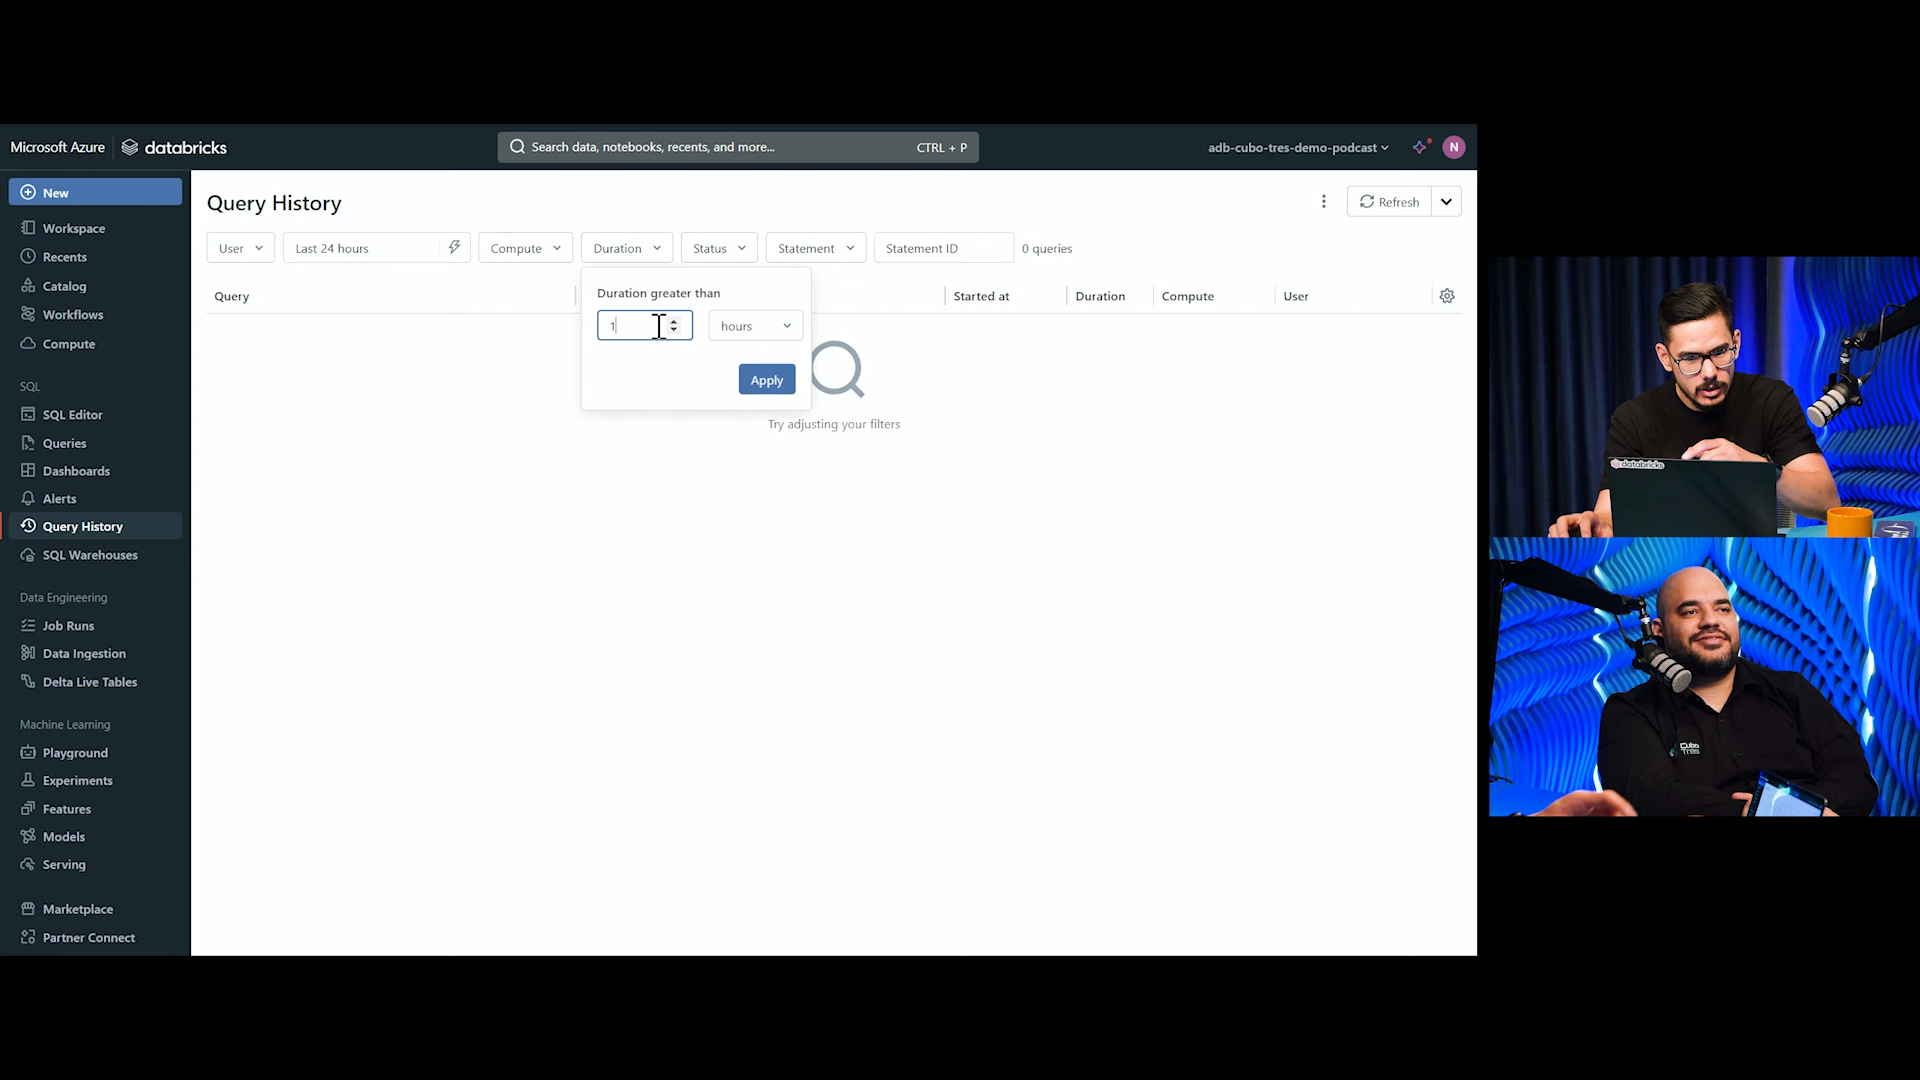 Microsoft Azure databricks
Search data, notebooks, recents, and more... CTRL + P
adb-cubo-tres-demo-podcast N
New
Workspace
Recents
Catalog
Workflows
Compute
SQL
SQL Editor
Queries
Dashboards
Alerts
Query History
SQL Warehouses
Data Engineering
Job Runs
Data Ingestion
Delta Live Tables
Machine Learning
Playground
Experiments
Features
Models
Serving
Marketplace
Partner Connect
Query History
Refresh
User Last 24 hours Compute Duration Status Statement Statement ID 0 queries
Query Started at Duration Compute User
Duration greater than
1 hours
Apply
Try adjusting your filters
databricks
Cubo
Três